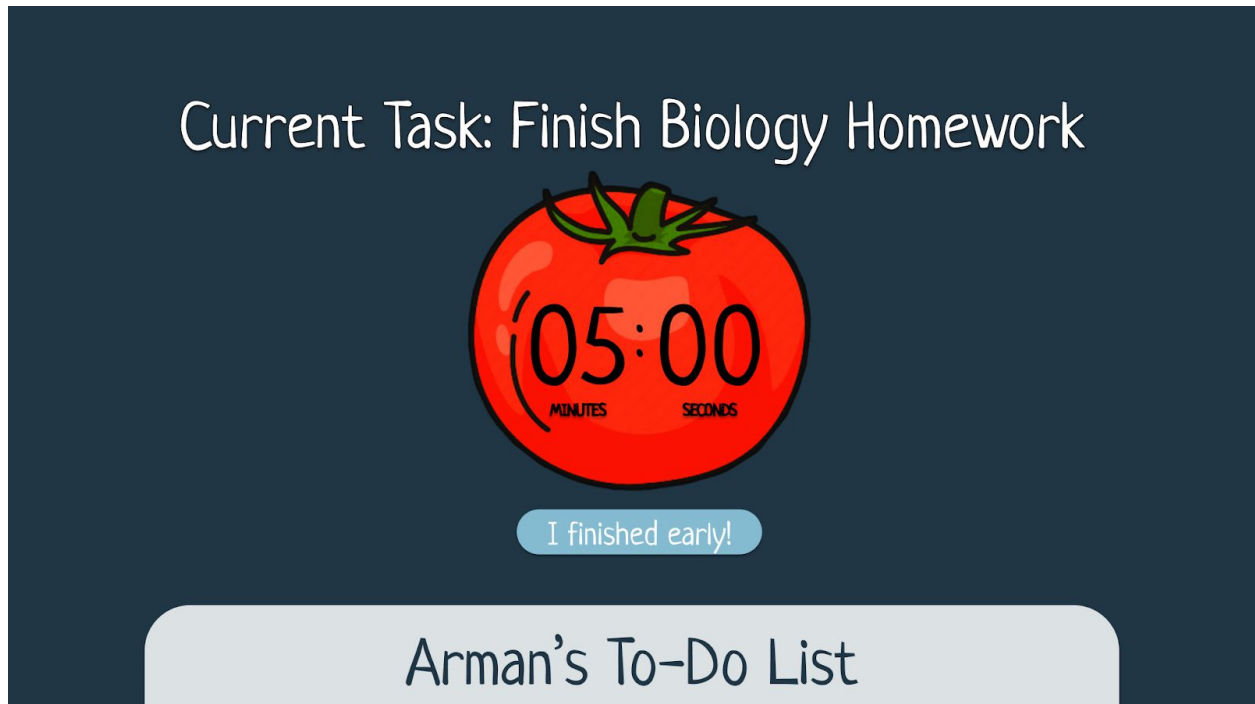 Current Task: Finish Biology Homework
05:00
MINUTES SECONDS
I finished early!
Arman's To-Do List